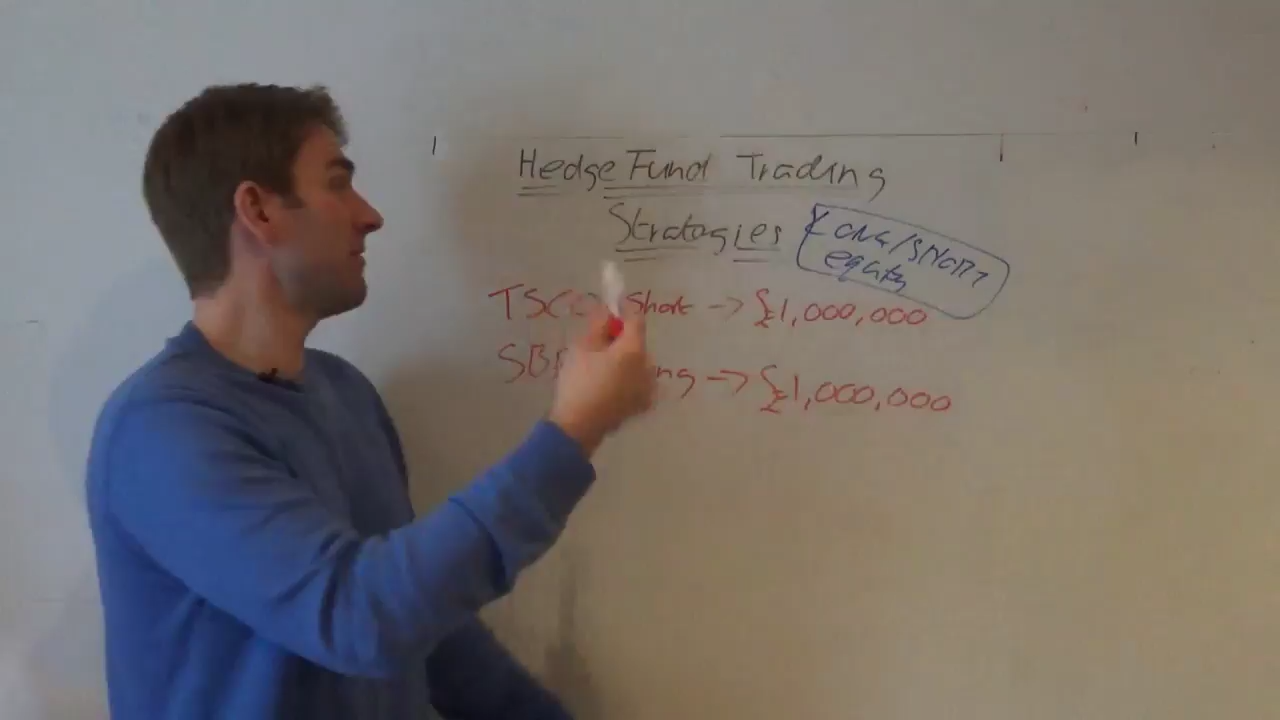 Hedge Fund Trading
Strategies
Long/Short
equity
Short → £1,000,000
→ £1,000,000